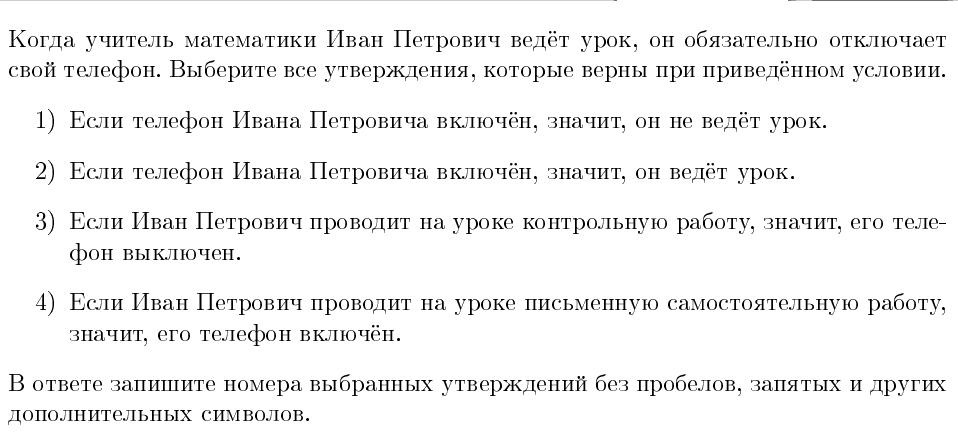 Когда учитель математики Иван Петрович ведёт урок, он обязательно отключает
свой телефон. Выберите все утверждения, которые верны при приведённом условии.
1) Если телефон Ивана Петровича включён, значит, он не ведёт урок.
2) Если телефон Ивана Петровича включён, значит, он ведёт урок.
3) Если Иван Петрович проводит на уроке контрольную работу, значит, его теле-
фон выключен.
4) Если Иван Петрович проводит на уроке письменную самостоятельную работу,
значит, его телефон включён.
В ответе запишите номера выбранных утверждений без пробелов, запятых и других
дополнительных символов.